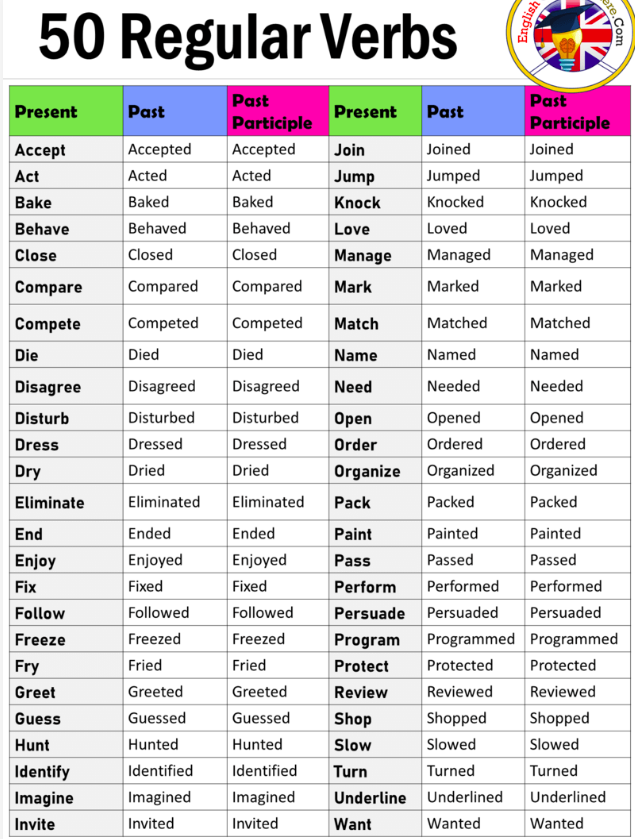 50 Regular Verbs
English
ere.Com
Present Past Past Participle Present Past Past Participle
Accept Accepted Accepted Join Joined Joined
Act Acted Acted Jump Jumped Jumped
Bake Baked Baked Knock Knocked Knocked
Behave Behaved Behaved Love Loved Loved
Close Closed Closed Manage Managed Managed
Compare Compared Compared Mark Marked Marked
Compete Competed Competed Match Matched Matched
Die Died Died Name Named Named
Disagree Disagreed Disagreed Need Needed Needed
Disturb Disturbed Disturbed Open Opened Opened
Dress Dressed Dressed Order Ordered Ordered
Dry Dried Dried Organize Organized Organized
Eliminate Eliminated Eliminated Pack Packed Packed
End Ended Ended Paint Painted Painted
Enjoy Enjoyed Enjoyed Pass Passed Passed
Fix Fixed Fixed Perform Performed Performed
Follow Followed Followed Persuade Persuaded Persuaded
Freeze Freezed Freezed Program Programmed Programmed
Fry Fried Fried Protect Protected Protected
Greet Greeted Greeted Review Reviewed Reviewed
Guess Guessed Guessed Shop Shopped Shopped
Hunt Hunted Hunted Slow Slowed Slowed
Identify Identified Identified Turn Turned Turned
Imagine Imagined Imagined Underline Underlined Underlined
Invite Invited Invited Want Wanted Wanted